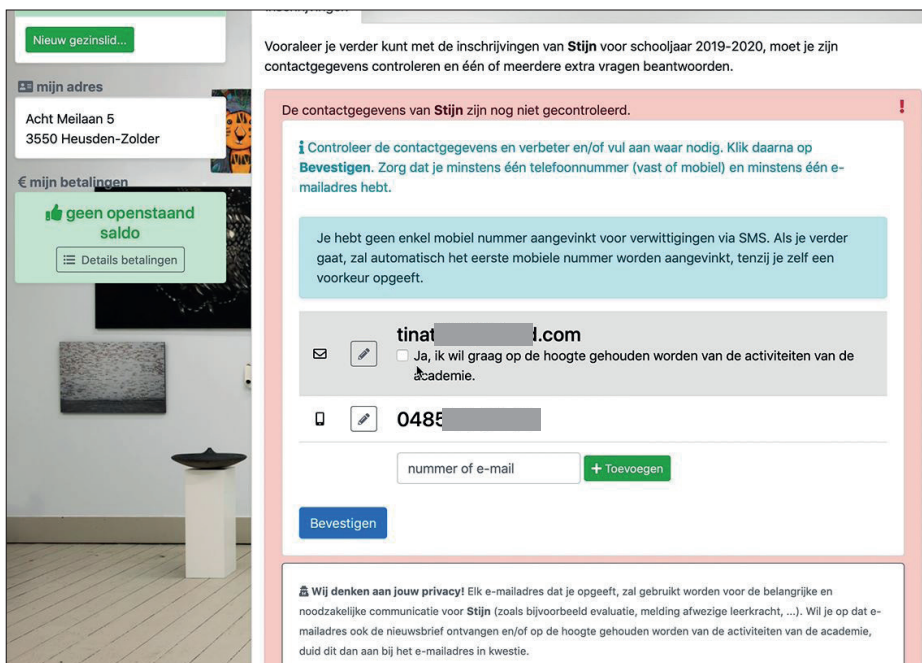 Nieuw gezinslid...
mijn adres
Acht Meilaan 5
3550 Heusden-Zolder
€ mijn betalingen
geen openstaand
saldo
Details betalingen
Vooraleer je verder kunt met de inschrijvingen van Stijn voor schooljaar 2019-2020, moet je zijn
contactgegevens controleren en één of meerdere extra vragen beantwoorden.
De contactgegevens van Stijn zijn nog niet gecontroleerd.
Controleer de contactgegevens en verbeter en/of vul aan waar nodig. Klik daarna op
Bevestigen. Zorg dat je minstens één telefoonnummer (vast of mobiel) en minstens één e-
mailadres hebt.
Je hebt geen enkel mobiel nummer aangevinkt voor verwittigingen via SMS. Als je verder
gaat, zal automatisch het eerste mobiele nummer worden aangevinkt, tenzij je zelf een
voorkeur opgeeft.
tinat .com
Ja, ik wil graag op de hoogte gehouden worden van de activiteiten van de
academie.
0485
nummer of e-mail
+ Toevoegen
Bevestigen
Wij denken aan jouw privacy! Elk e-mailadres dat je opgeeft, zal gebruikt worden voor de belangrijke en
noodzakelijke communicatie voor Stijn (zoals bijvoorbeeld evaluatie, melding afwezige leerkracht, ...). Wil je op dat e-
mailadres ook de nieuwsbrief ontvangen en/of op de hoogte gehouden worden van de activiteiten van de academie,
duid dit dan aan bij het e-mailadres in kwestie.